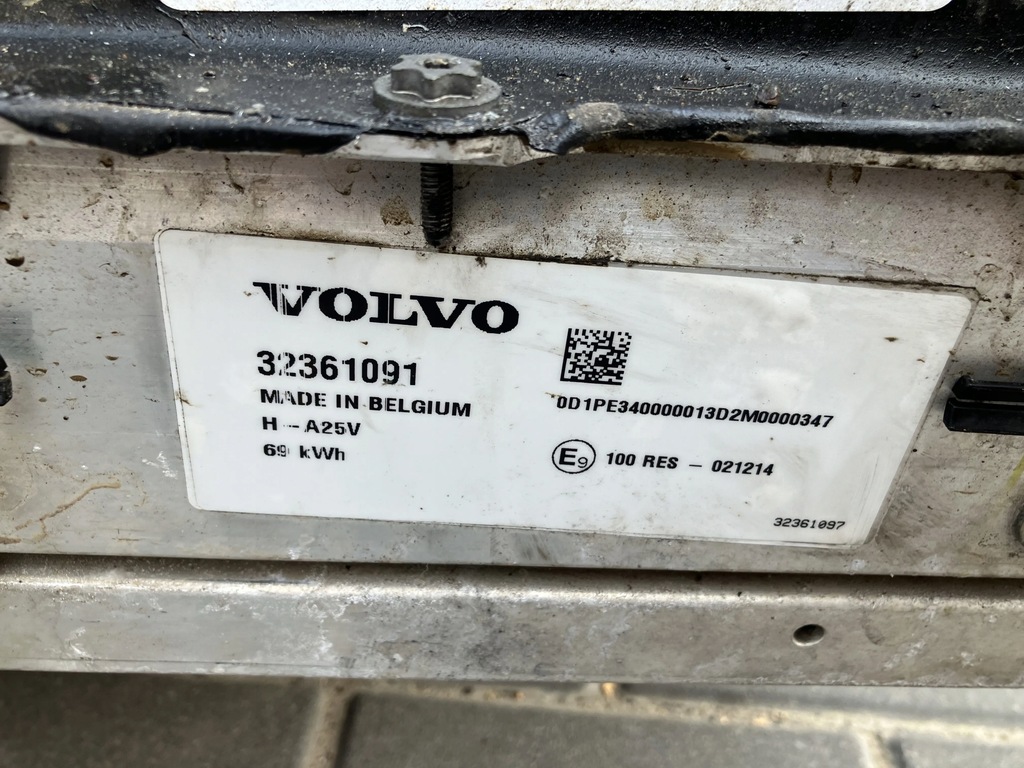 VOLVO
32361091
MADE IN BELGIUM
H - A25V
69 kWh
0D1PE340000013D2M0000347
E9 100 RES - 021214
32361097